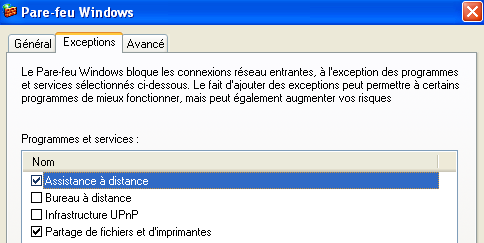 Pare-feu Windows
Général Exceptions Avancé
Le Pare-feu Windows bloque les connexions réseau entrantes, à l'exception des programmes
et services sélectionnés ci-dessous. Le fait d'ajouter des exceptions peut permettre à certains
programmes de mieux fonctionner, mais peut également augmenter vos risques
Programmes et services :
Nom
Assistance à distance
Bureau à distance
Infrastructure UPnP
Partage de fichiers et d'imprimantes